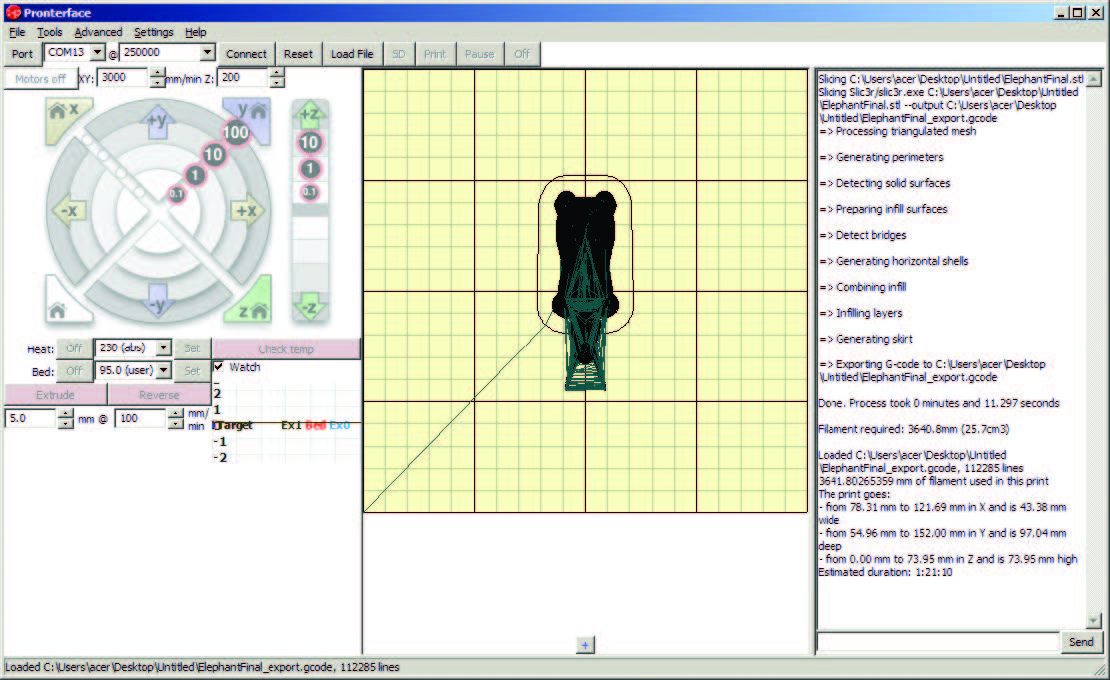 Pronterface
File Tools Advanced Settings Help
Port COM13 @ 250000 Connect Reset Load File SD Print Pause Off
Motors off XY: 3000 mm/min Z: 200
x +y y 100 +z
10 10
1 1
0.1 0.1
-x +x
-y z -z
Heat: Off 230 (abs) Set Check temp
Bed: Off 95.0 (user) Set Watch
Extrude Reverse
5.0 mm @ 100 mm/
min
2
1
Target Ex1 Bed Ex0
-1
-2
Slicing C:\Users\acer\Desktop\Untitled\ElephantFinal.stl
Slicing Slic3r/slic3r.exe C:\Users\acer\Desktop\Untitled
\ElephantFinal.stl --output C:\Users\acer\Desktop
\Untitled\ElephantFinal_export.gcode
=> Processing triangulated mesh
=> Generating perimeters
=> Detecting solid surfaces
=> Preparing infill surfaces
=> Detect bridges
=> Generating horizontal shells
=> Combining infill
=> Infilling layers
=> Generating skirt
=> Exporting G-code to C:\Users\acer\Desktop
\Untitled\ElephantFinal_export.gcode
Done. Process took 0 minutes and 11.297 seconds
Filament required: 3640.8mm (25.7cm3)
Loaded C:\Users\acer\Desktop\Untitled
\ElephantFinal_export.gcode, 112285 lines
3641.80265359 mm of filament used in this print
The print goes:
- from 78.31 mm to 121.69 mm in X and is 43.38 mm
wide
- from 54.96 mm to 152.00 mm in Y and is 97.04 mm
deep
- from 0.00 mm to 73.95 mm in Z and is 73.95 mm high
Estimated duration: 1:21:10
+
Send
Loaded C:\Users\acer\Desktop\Untitled\ElephantFinal_export.gcode, 112285 lines